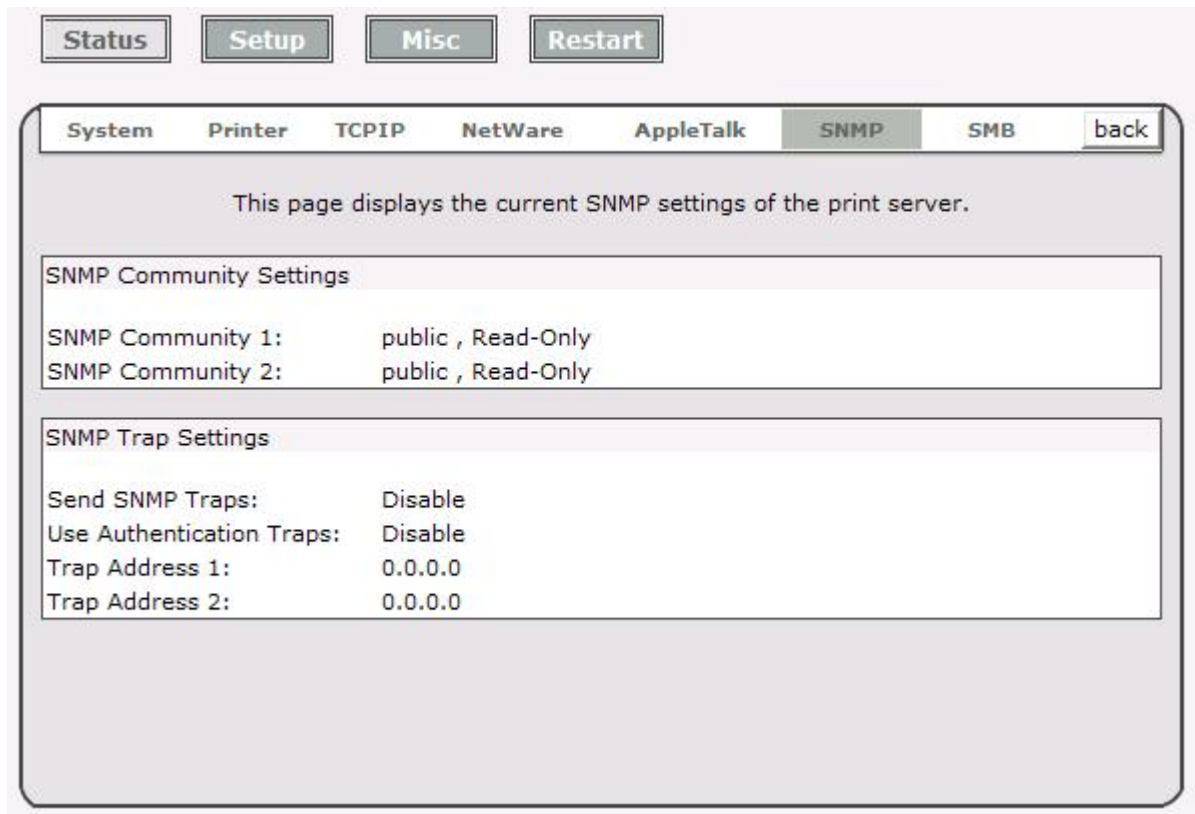 Status Setup Misc Restart
System Printer TCPIP NetWare AppleTalk SNMP SMB back
This page displays the current SNMP settings of the print server.
SNMP Community Settings
SNMP Community 1: public , Read-Only
SNMP Community 2: public , Read-Only
SNMP Trap Settings
Send SNMP Traps: Disable
Use Authentication Traps: Disable
Trap Address 1: 0.0.0.0
Trap Address 2: 0.0.0.0